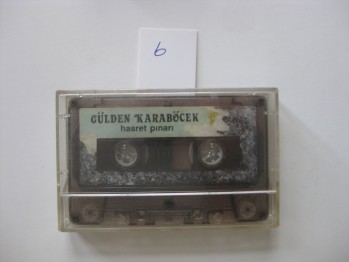 6
GÜLDEN KARABÖCEK
hasret pınarı